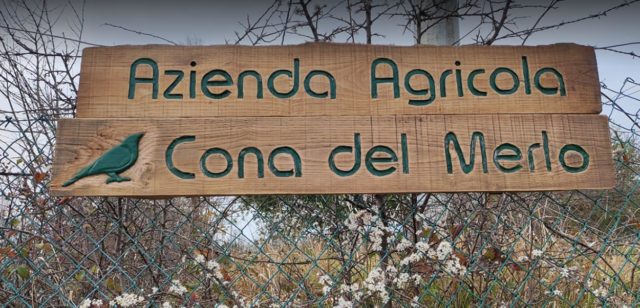 Azienda Agricola
Cona del Merlo